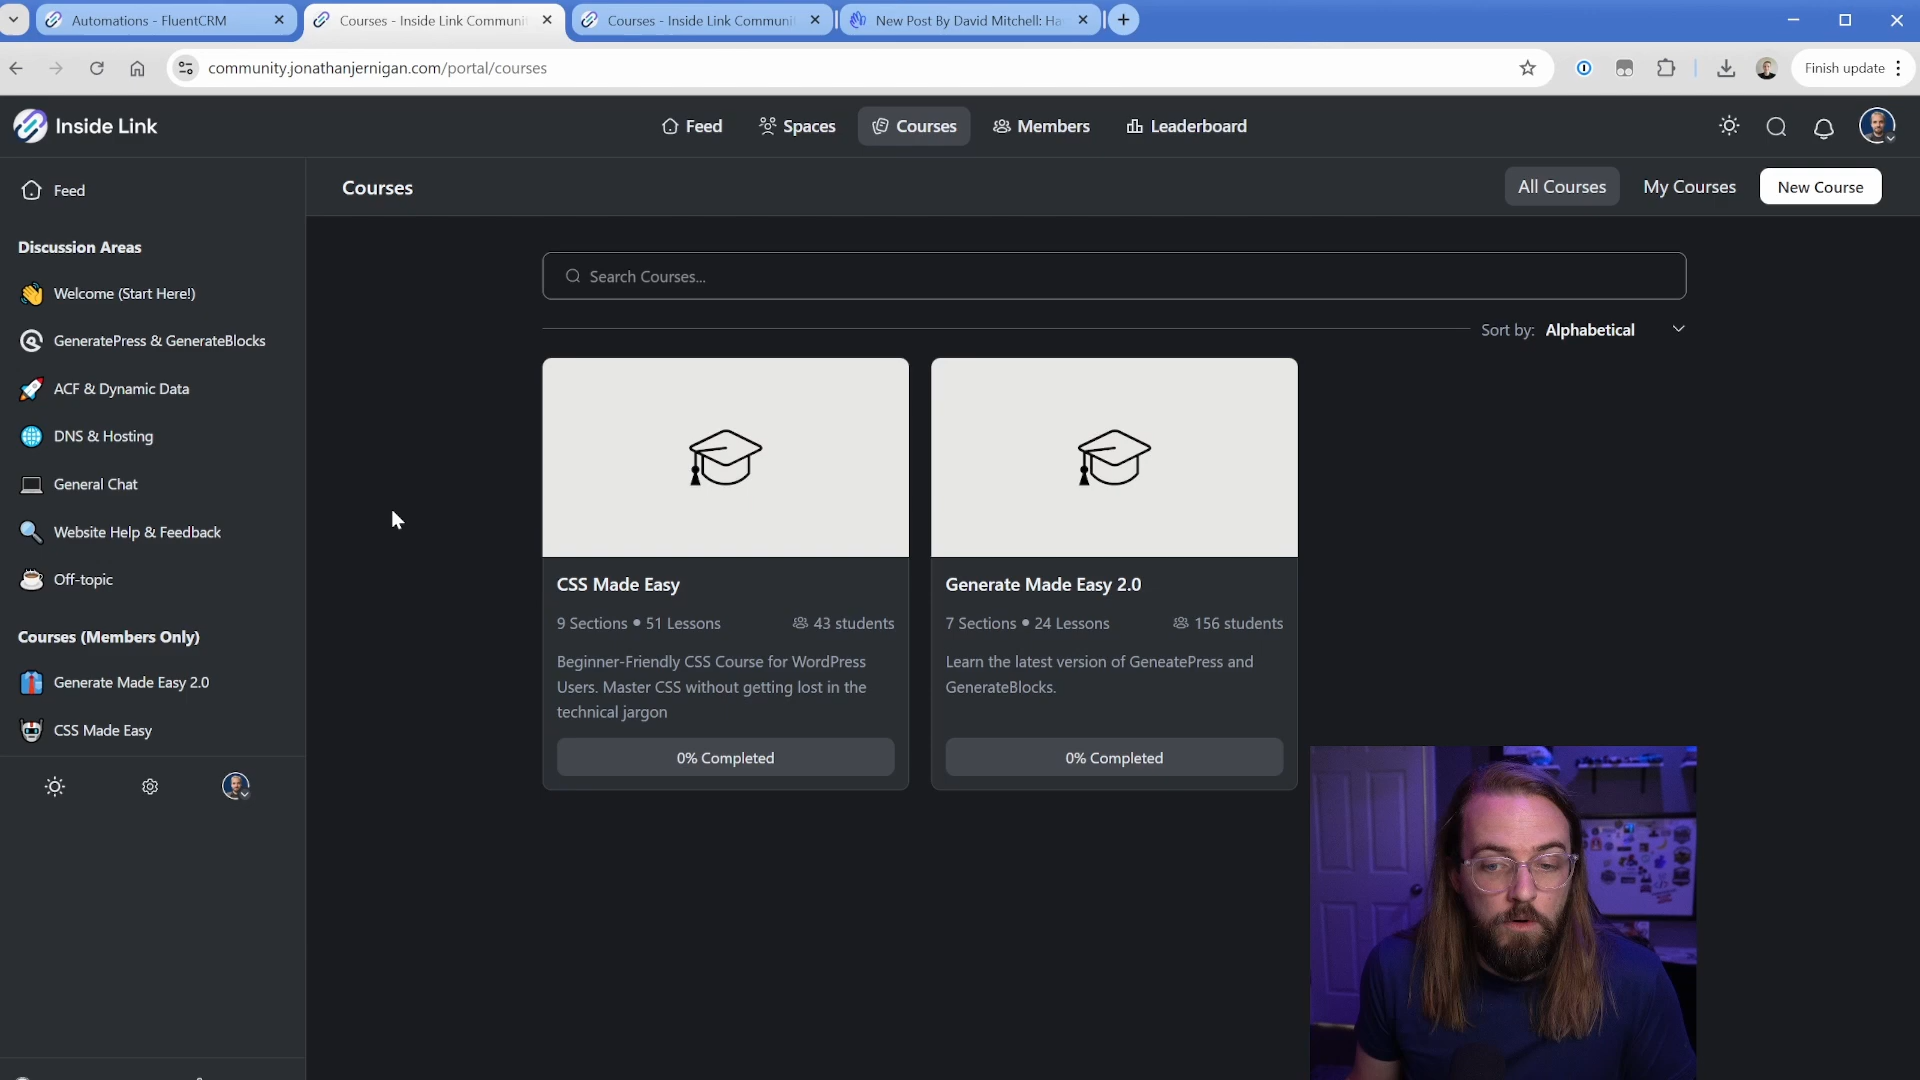 Automations - FluentCRM
Courses - Inside Link Communi
Courses - Inside Link Communi
New Post By David Mitchell: Ha
community.jonathanjernigan.com/portal/courses
Finish update
Inside Link
Feed
Spaces
Courses
Members
Leaderboard
Feed
Courses
All Courses
My Courses
New Course
Discussion Areas
Welcome (Start Here!)
GeneratePress & GenerateBlocks
ACF & Dynamic Data
DNS & Hosting
General Chat
Website Help & Feedback
Off-topic
Courses (Members Only)
Generate Made Easy 2.0
CSS Made Easy
Search Courses...
Sort by: Alphabetical
CSS Made Easy
9 Sections • 51 Lessons
43 students
Beginner-Friendly CSS Course for WordPress
Users. Master CSS without getting lost in the
technical jargon
0% Completed
Generate Made Easy 2.0
7 Sections • 24 Lessons
156 students
Learn the latest version of GeneatePress and
GenerateBlocks.
0% Completed